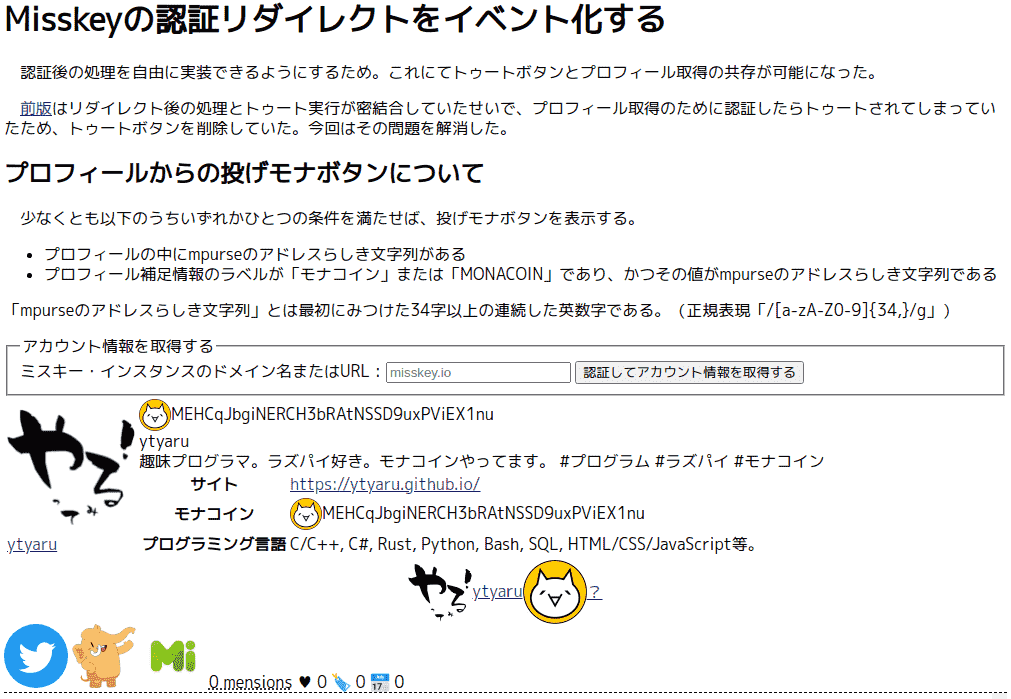 Misskeyの認証リダイレクトをイベント化する
認証後の処理を自由に実装できるようにするため。これにてトゥートボタンとプロフィール取得の共存が可能になった。
前版はリダイレクト後の処理とトゥート実行が密結合していたせいで、プロフィール取得のために認証したらトゥートされてしまってい
たため、トゥートボタンを削除していた。今回はその問題を解消した。
プロフィールからの投げモナボタンについて
少なくとも以下のうちいずれかひとつの条件を満たせば、投げモナボタンを表示する。
• プロフィールの中にmpurseのアドレスらしき文字列がある
• プロフィール補足情報のラベルが「モナコイン」または「MONACOIN」であり、かつその値がmpurseのアドレスらしき文字列である
「mpurseのアドレスらしき文字列」とは最初にみつけた34字以上の連続した英数字である。（正規表現「/[a-zA-Z0-9]{34,}/g」）
アカウント情報を取得する
ミスキー・インスタンスのドメイン名またはURL：misskey.io 認証してアカウント情報を取得する
やる
ってみ
MEHCqJbgiNERCH3bRAtNSSD9uxPViEX1nu
ytyaru
趣味プログラマ。ラズパイ好き。モナコインやってます。 #プログラム #ラズパイ #モナコイン
サイト https://ytyaru.github.io/
モナコイン MEHCqJbgiNERCH3bRAtNSSD9uxPViEX1nu
ytyaru プログラミング言語 C/C++, C#, Rust, Python, Bash, SQL, HTML/CSS/JavaScript等。
やる
ってみ
ytyaru ？
Mi
0 mensions ♥ 0 0 17 0